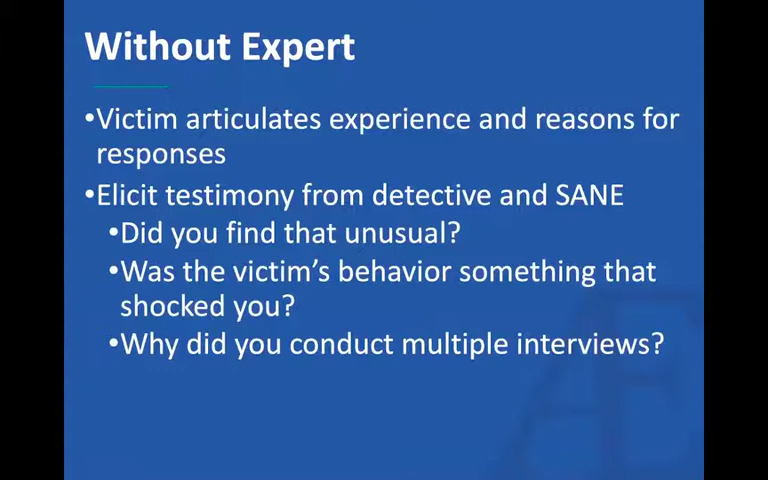 Without Expert
•Victim articulates experience and reasons for
responses
•Elicit testimony from detective and SANE
•Did you find that unusual?
•Was the victim's behavior something that
shocked you?
•Why did you conduct multiple interviews?